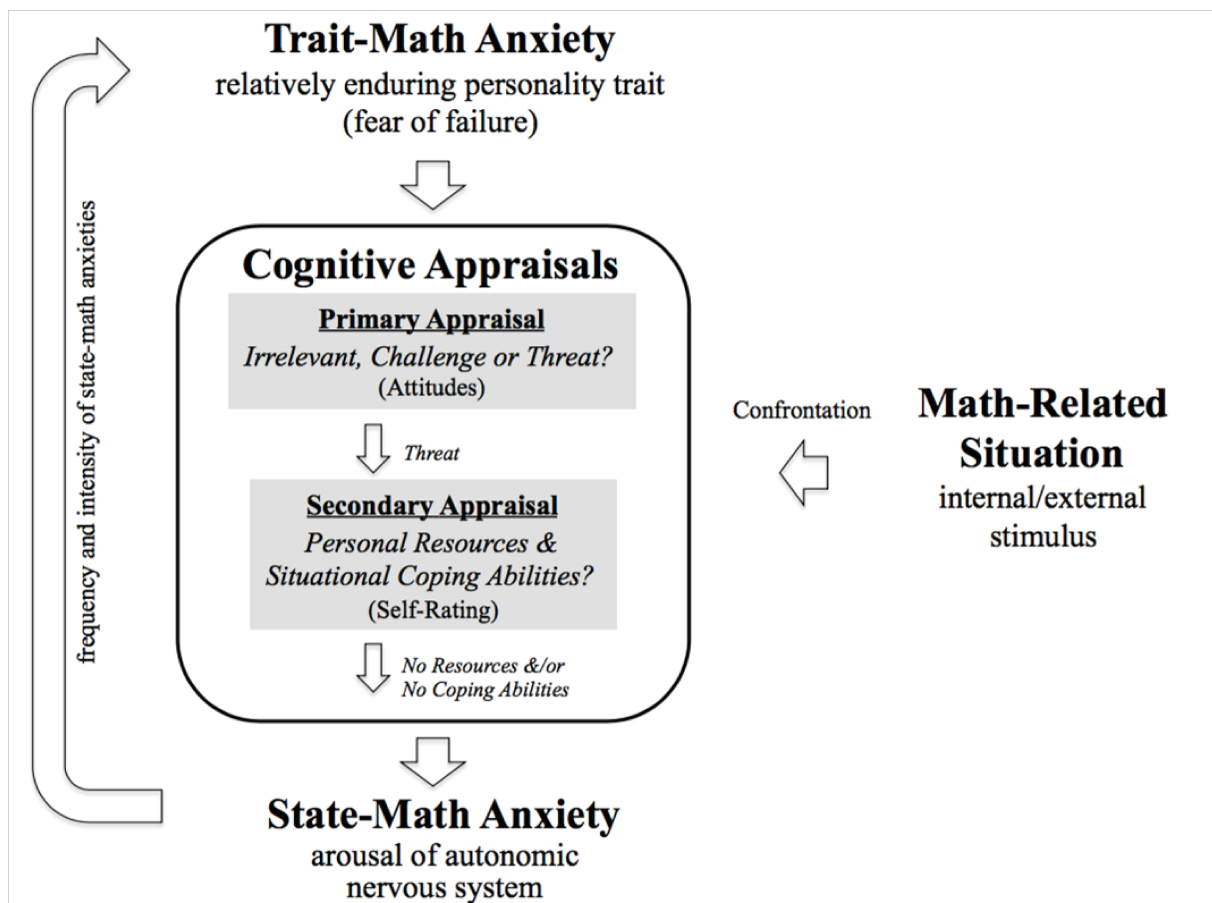 Trait-Math Anxiety
relatively enduring personality trait
(fear of failure)
frequency and intensity of state-math anxieties
Cognitive Appraisals
Primary Appraisal
Irrelevant, Challenge or Threat?
(Attitudes)
Threat
Secondary Appraisal
Personal Resources &
Situational Coping Abilities?
(Self-Rating)
No Resources &/or
No Coping Abilities
Confrontation
Math-Related
Situation
internal/external
stimulus
State-Math Anxiety
arousal of autonomic
nervous system